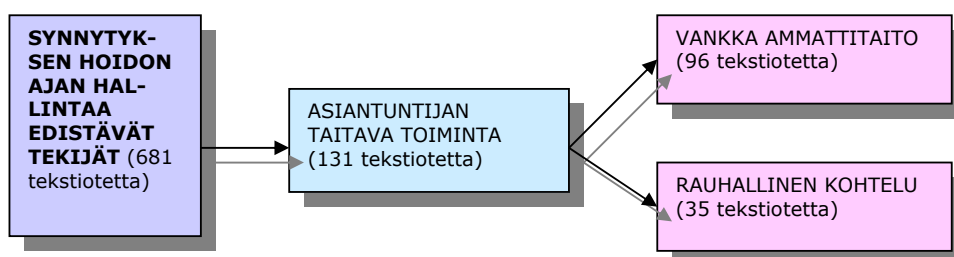 SYNNYTYK-
SEN HOIDON
AJAN HAL-
LINTAA
EDISTÄVÄT
TEKIJÄT (681
tekstiotetta)
ASIANTUNTIJAN
TAITAVA TOIMINTA
(131 tekstiotetta)
VANKKA AMMATTITAITO
(96 tekstiotetta)
RAUHALLINEN KOHTELU
(35 tekstiotetta)